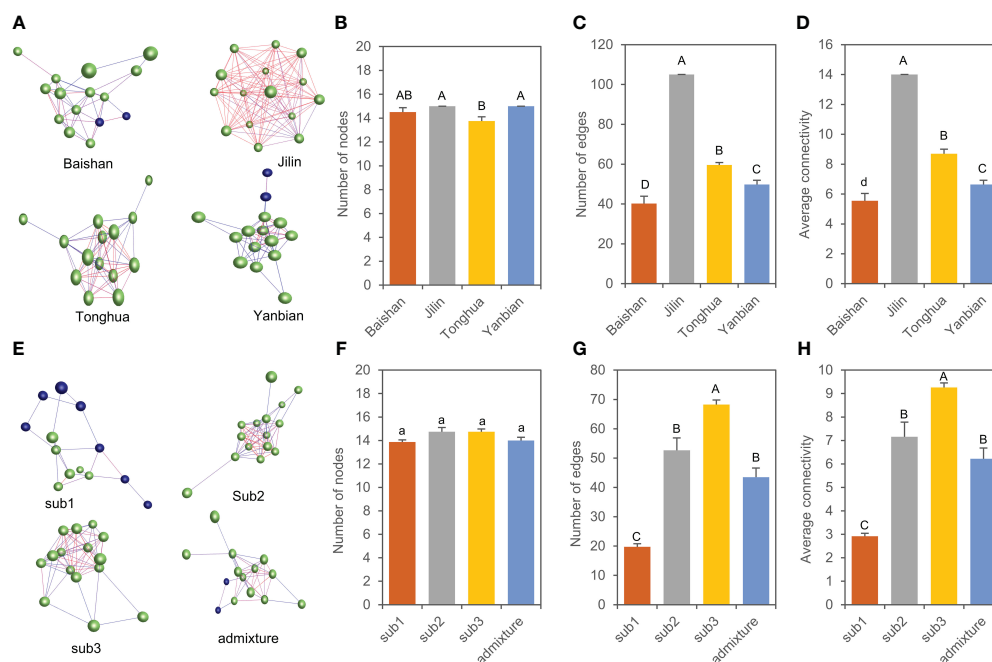 A
Baishan
Jilin
Tonghua
Yanbian
B
Number of nodes
20
18
16
14
12
10
8
6
4
2
0
AB
A
B
A
Baishan
Jilin
Tonghua
Yanbian
C
Number of edges
120
100
80
60
40
20
0
D
A
B
C
Baishan
Jilin
Tonghua
Yanbian
D
Average connectivity
16
14
12
10
8
6
4
2
0
d
A
B
C
Baishan
Jilin
Tonghua
Yanbian
E
sub1
Sub2
sub3
admixture
F
Number of nodes
20
18
16
14
12
10
8
6
4
2
0
a
a
a
a
sub1
sub2
sub3
admixture
G
Number of edges
80
70
60
50
40
30
20
10
0
C
B
A
B
sub1
sub2
sub3
admixture
H
Average connectivity
10
9
8
7
6
5
4
3
2
1
0
C
B
A
B
sub1
sub2
sub3
admixture